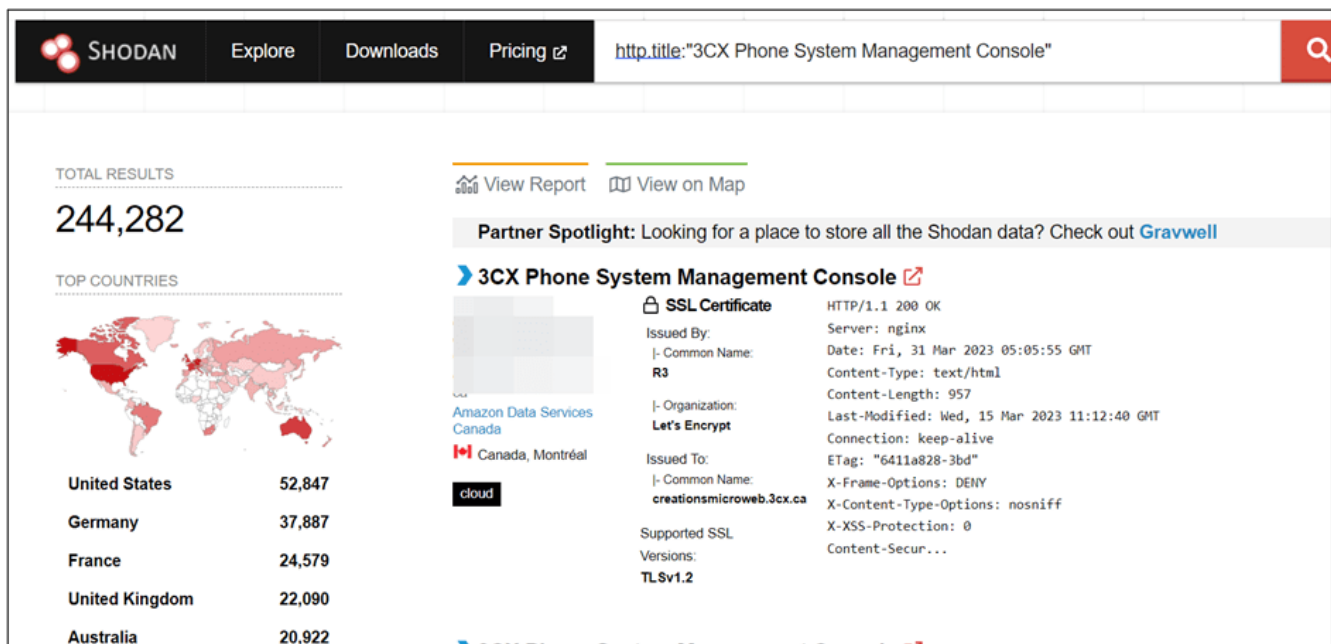 SHODAN Explore Downloads Pricing http.title:"3CX Phone System Management Console"
TOTAL RESULTS
244,282
TOP COUNTRIES
United States 52,847
Germany 37,887
France 24,579
United Kingdom 22,090
Australia 20,922
View Report View on Map
Partner Spotlight: Looking for a place to store all the Shodan data? Check out Gravwell
3CX Phone System Management Console
Amazon Data Services
Canada
Canada, Montréal
cloud
SSL Certificate
Issued By:
|- Common Name:
R3
|- Organization:
Let's Encrypt
Issued To:
|- Common Name:
creationsmicroweb.3cx.ca
Supported SSL
Versions:
TLSv1.2
HTTP/1.1 200 OK
Server: nginx
Date: Fri, 31 Mar 2023 05:05:55 GMT
Content-Type: text/html
Content-Length: 957
Last-Modified: Wed, 15 Mar 2023 11:12:40 GMT
Connection: keep-alive
ETag: "6411a828-3bd"
X-Frame-Options: DENY
X-Content-Type-Options: nosniff
X-XSS-Protection: 0
Content-Secur...